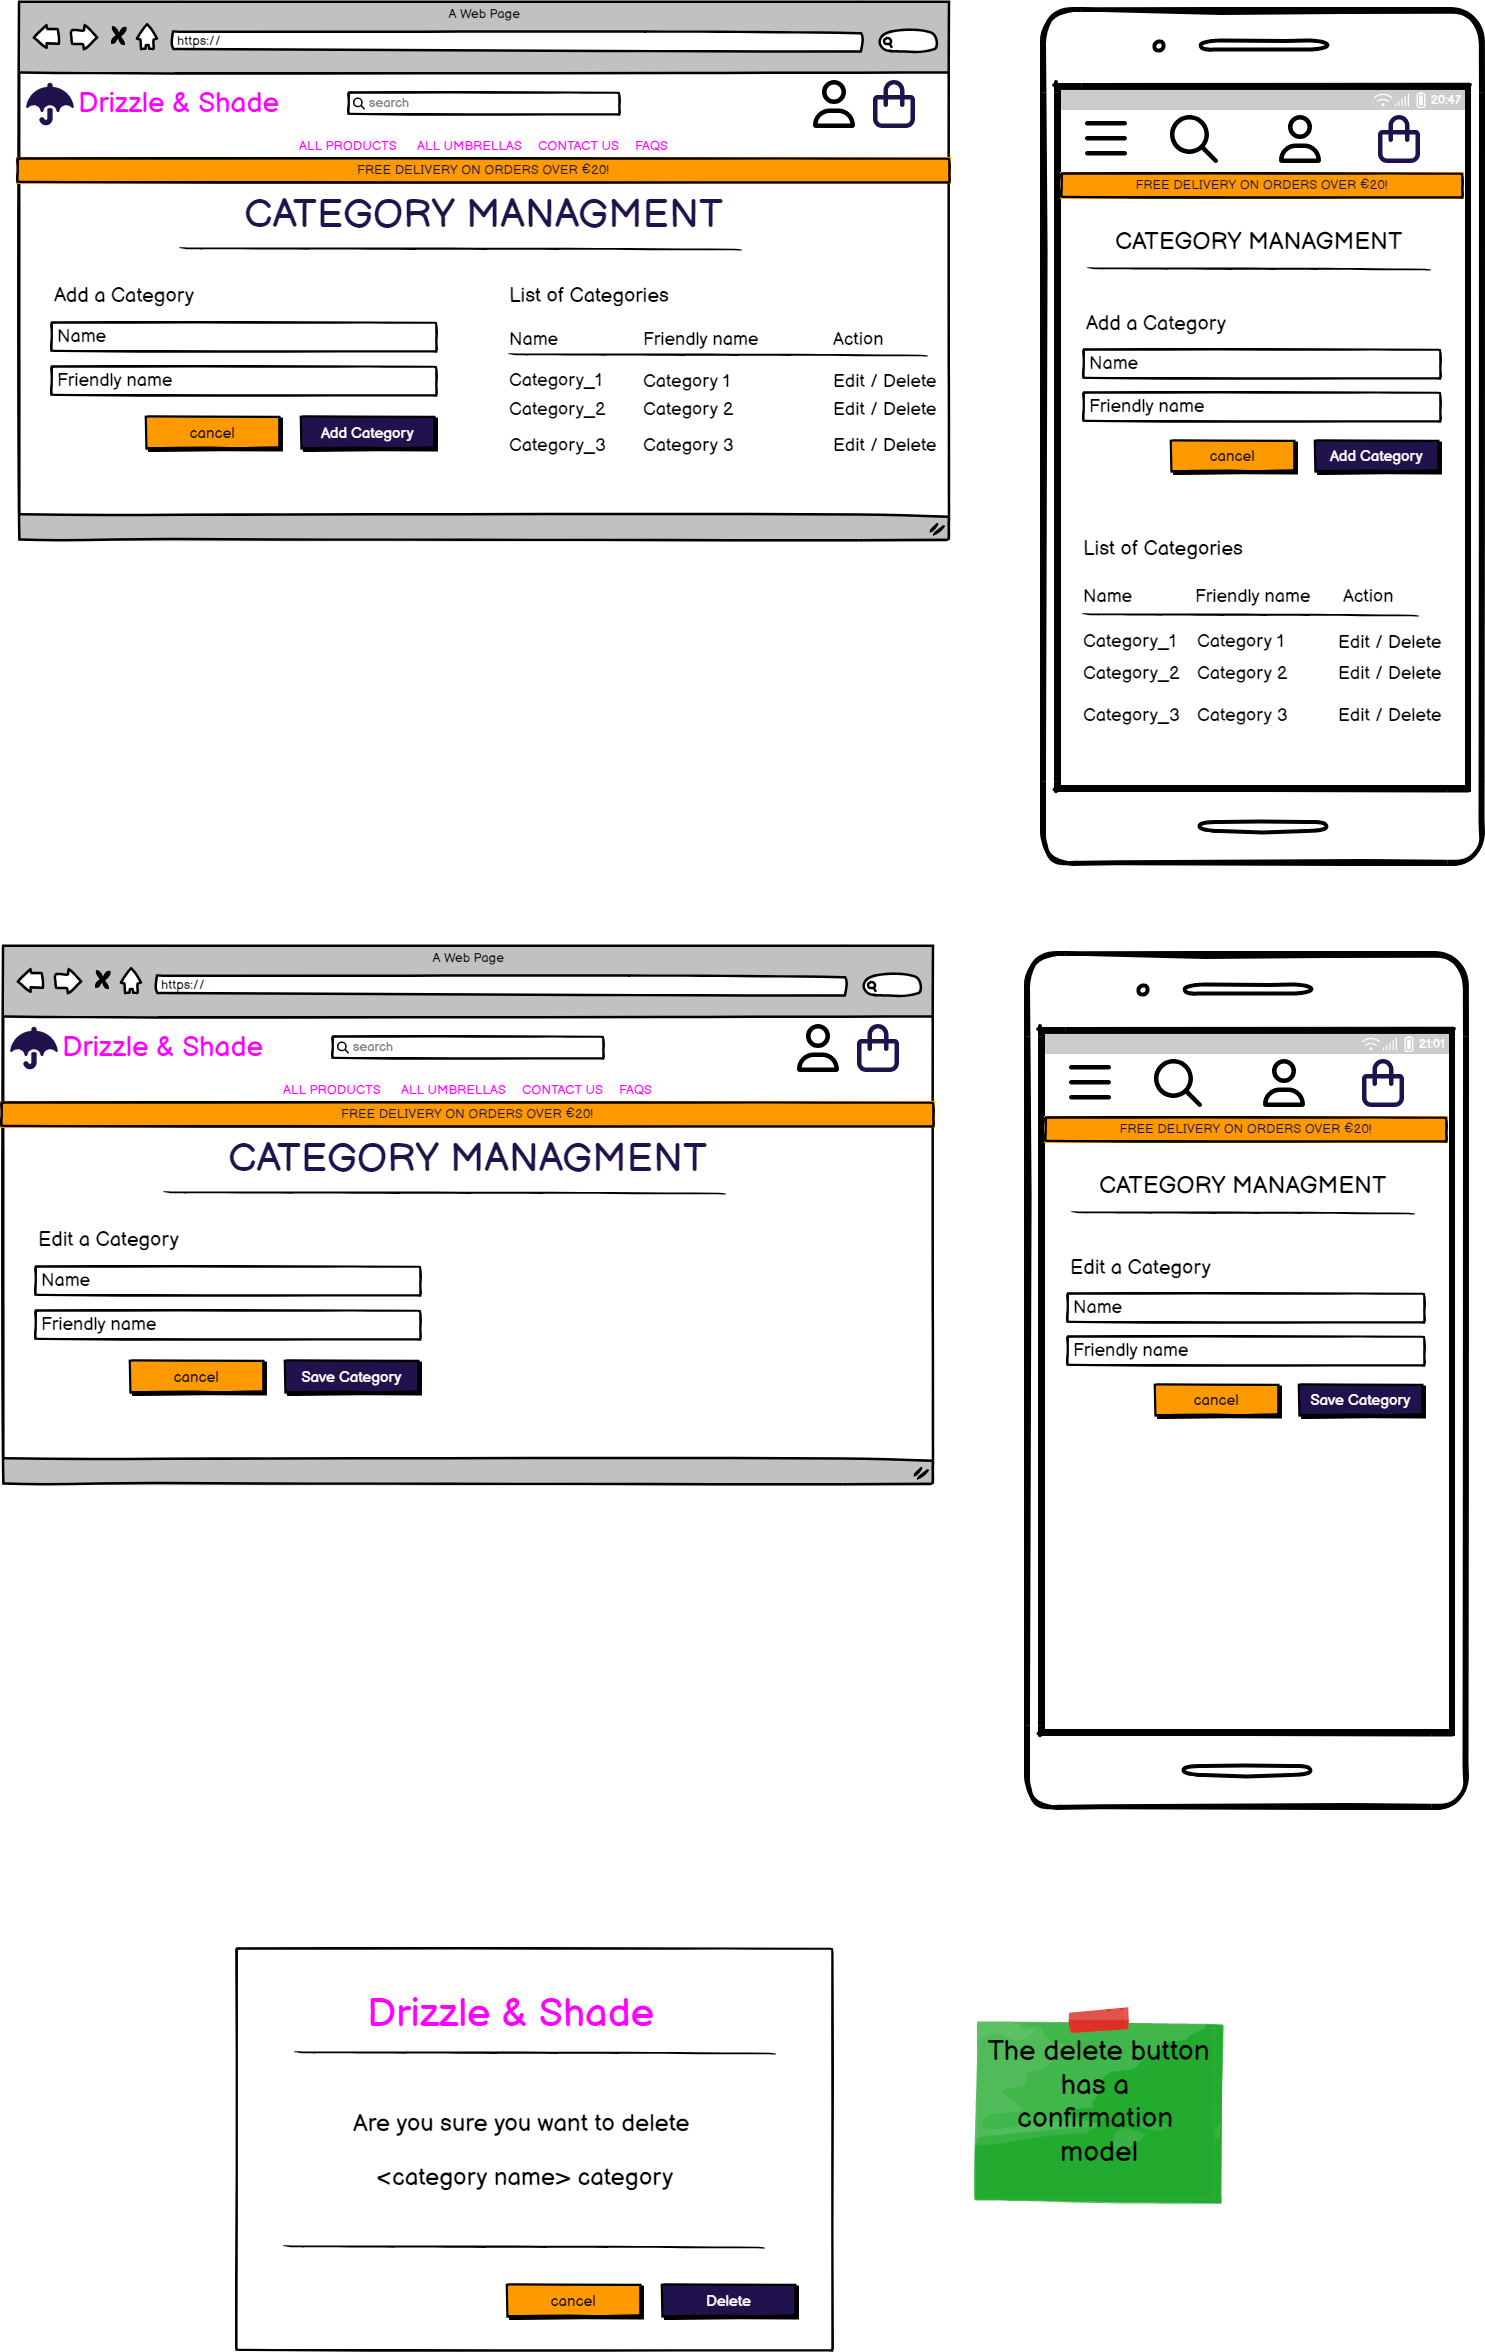 A Web Page
https://
Drizzle & Shade
search
ALL PRODUCTS ALL UMBRELLAS CONTACT US FAQS
FREE DELIVERY ON ORDERS OVER €20!
CATEGORY MANAGMENT
Add a Category
Name
Friendly name
cancel Add Category
List of Categories
Name Friendly name Action
Category_1 Category 1 Edit / Delete
Category_2 Category 2 Edit / Delete
Category_3 Category 3 Edit / Delete
20:47
FREE DELIVERY ON ORDERS OVER €20!
CATEGORY MANAGMENT
Add a Category
Name
Friendly name
cancel Add Category
List of Categories
Name Friendly name Action
Category_1 Category 1 Edit / Delete
Category_2 Category 2 Edit / Delete
Category_3 Category 3 Edit / Delete
A Web Page
https://
Drizzle & Shade
search
ALL PRODUCTS ALL UMBRELLAS CONTACT US FAQS
FREE DELIVERY ON ORDERS OVER €20!
CATEGORY MANAGMENT
Edit a Category
Name
Friendly name
cancel Save Category
21:01
FREE DELIVERY ON ORDERS OVER €20!
CATEGORY MANAGMENT
Edit a Category
Name
Friendly name
cancel Save Category
Drizzle & Shade
Are you sure you want to delete
<category name> category
cancel Delete
The delete button
has a
confirmation
model